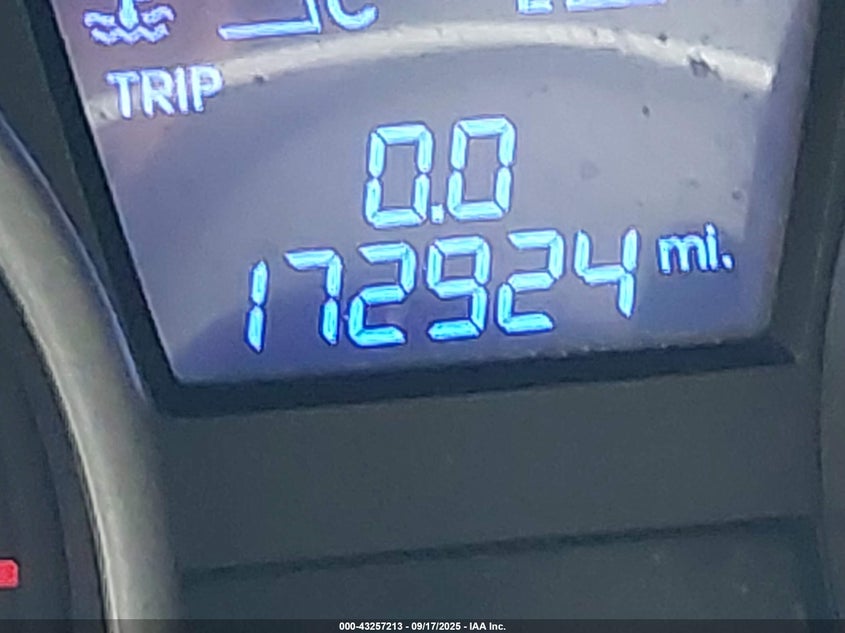 TRIP
0.0
172924 mi.
000-43257213 - 09/17/2025 - IAA Inc.